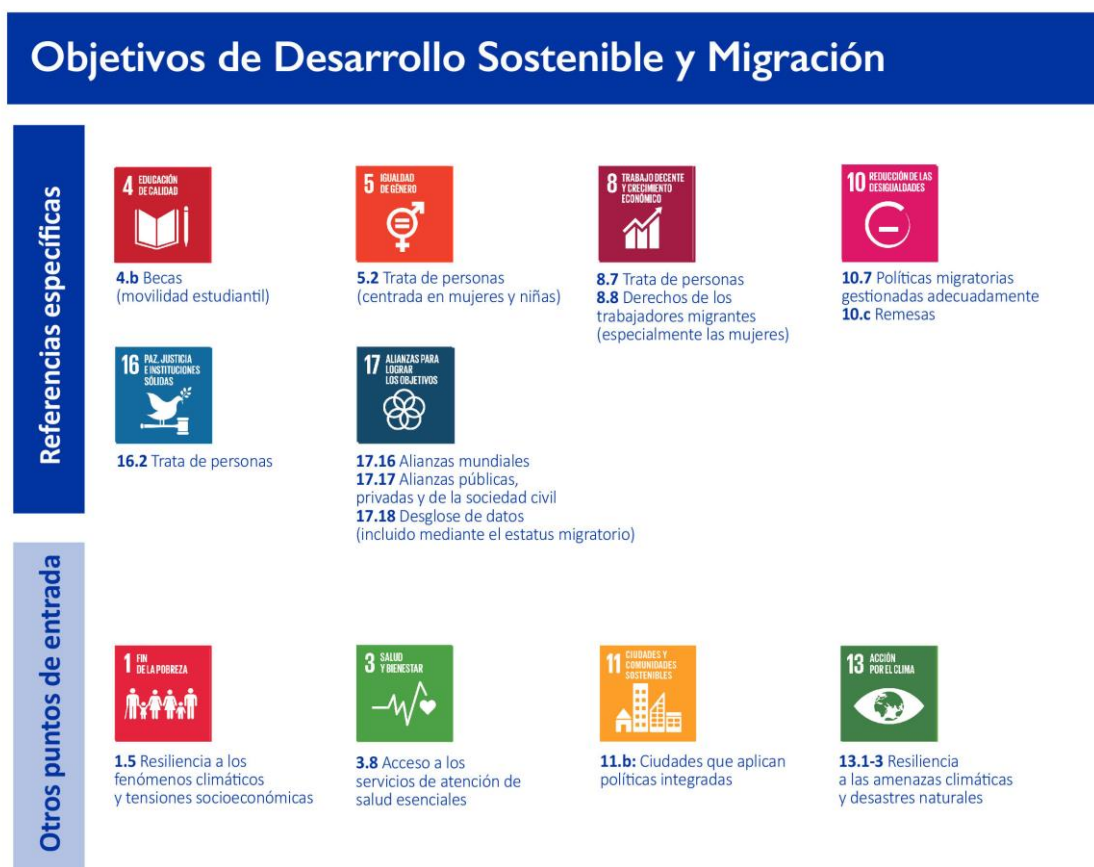 Objetivos de Desarrollo Sostenible y Migración
Referencias específicas
4 EDUCACIÓN
DE CALIDAD
4.b Becas
(movilidad estudiantil)
5 IGUALDAD
DE GÉNERO
5.2 Trata de personas
(centrada en mujeres y niñas)
8 TRABAJO DECENTE
Y CRECIMIENTO
ECONÓMICO
8.7 Trata de personas
8.8 Derechos de los
trabajadores migrantes
(especialmente las mujeres)
10 REDUCCIÓN DE LAS
DESIGUALDADES
10.7 Políticas migratorias
gestionadas adecuadamente
10.c Remesas
16 PAZ, JUSTICIA
E INSTITUCIONES
SÓLIDAS
16.2 Trata de personas
17 ALIANZAS PARA
LOGRAR
LOS OBJETIVOS
17.16 Alianzas mundiales
17.17 Alianzas públicas,
privadas y de la sociedad civil
17.18 Desglose de datos
(incluido mediante el estatus migratorio)
Otros puntos de entrada
1 FIN
DE LA POBREZA
1.5 Resiliencia a los
fenómenos climáticos
y tensiones socioeconómicas
3 SALUD
Y BIENESTAR
3.8 Acceso a los
servicios de atención de
salud esenciales
11 CIUDADES Y
COMUNIDADES
SOSTENIBLES
11.b: Ciudades que aplican
políticas integradas
13 ACCIÓN
POR EL CLIMA
13.1-3 Resiliencia
a las amenazas climáticas
y desastres naturales